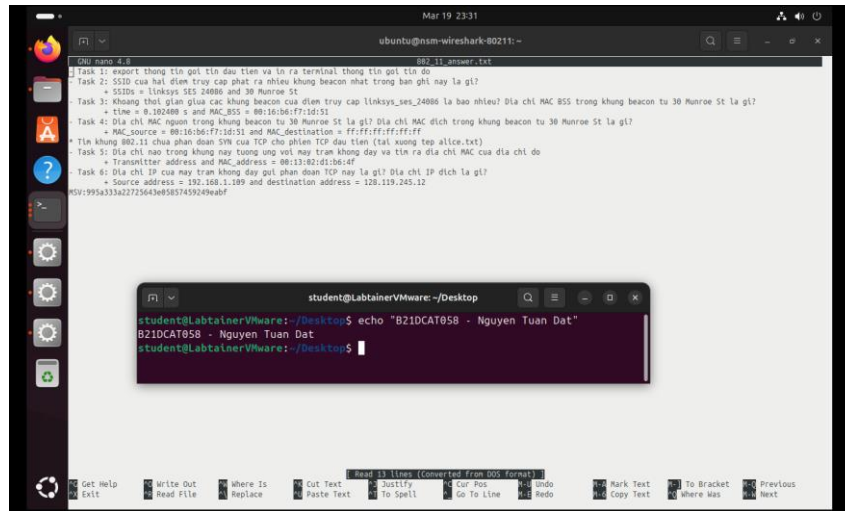 Mar 19 23:31
ubuntu@nsm-wireshark-80211: ~
GNU nano 4.8 802_11_answer.txt
- Task 1: export thong tin goi tin dau tien va in ra terminal thong tin goi tin do
- Task 2: SSID cua hai diem truy cap phat ra nhieu khung beacon nhat trong ban ghi nay la gi?
+ SSIDs = linksys SES 24086 and 30 Munroe St
- Task 3: Khoang thoi gian giua cac khung beacon cua diem truy cap linksys_ses_24086 la bao nhieu? Dia chi MAC BSS trong khung beacon tu 30 Munroe St la gi?
+ time = 0.102400 s and MAC_BSS = 00:16:b6:f7:1d:51
- Task 4: Dia chi MAC nguon trong khung beacon tu 30 Munroe St la gi? Dia chi MAC dich trong khung beacon tu 30 Munroe St la gi?
+ MAC_source = 00:16:b6:f7:1d:51 and MAC_destination = ff:ff:ff:ff:ff:ff
* Tim khung 802.11 chua phan doan SYN cua TCP cho phien TCP dau tien (tai xuong tep alice.txt)
- Task 5: Dia chi nao trong khung nay tuong ung voi may tram khong day va tim ra dia chi MAC cua dia chi do
+ Transmitter address and MAC_address = 00:13:02:d1:b6:4f
- Task 6: Dia chi IP cua may tram khong day gui phan doan TCP nay la gi? Dia chi IP dich la gi?
+ Source address = 192.168.1.109 and destination address = 128.119.245.12
MSV:995a333a22725643e05857459249eabf
student@LabtainerVMware: ~/Desktop
student@LabtainerVMware:~/Desktop$ echo "B21DCAT058 - Nguyen Tuan Dat"
B21DCAT058 - Nguyen Tuan Dat
student@LabtainerVMware:~/Desktop$
[ Read 13 lines (Converted from DOS format) ]
^G Get Help ^O Write Out ^W Where Is ^K Cut Text ^J Justify ^C Cur Pos M-U Undo M-A Mark Text M-] To Bracket M-Q Previous
^X Exit ^R Read File ^\ Replace ^U Paste Text ^T To Spell ^_ Go To Line M-E Redo M-6 Copy Text ^Q Where Was M-W Next